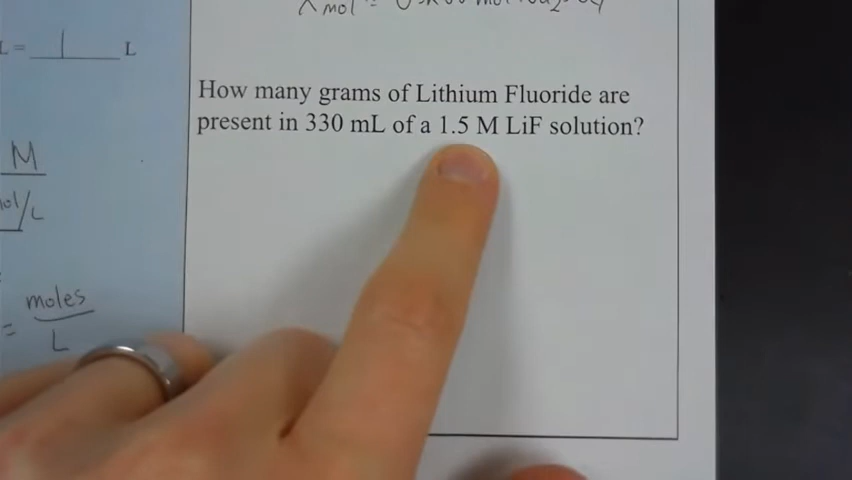 L = 1 L
How many grams of Lithium Fluoride are
present in 330 mL of a 1.5 M LiF solution?
M
mol/L
= moles
L